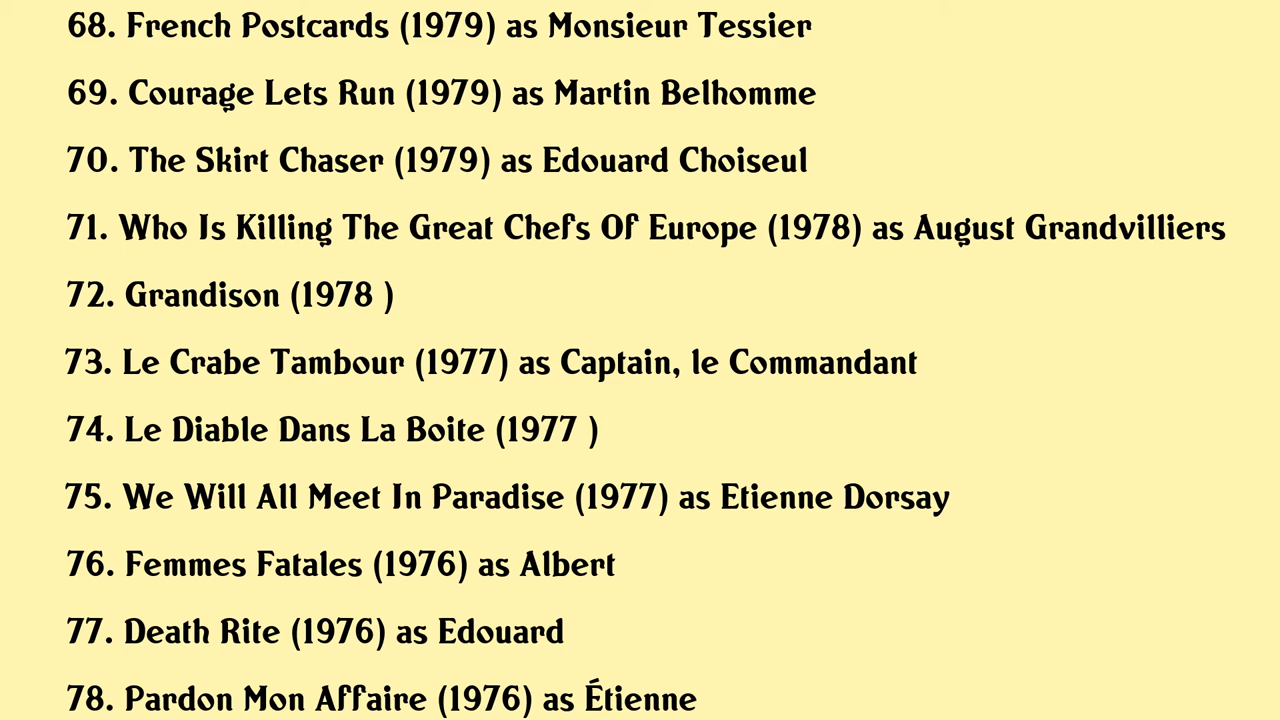 68. French Postcards (1979) as Monsieur Tessier
69. Courage Lets Run (1979) as Martin Belhomme
70. The Skirt Chaser (1979) as Edouard Choiseul
71. Who Is Killing The Great Chefs Of Europe (1978) as August Grandvilliers
72. Grandison (1978 )
73. Le Crabe Tambour (1977) as Captain, le Commandant
74. Le Diable Dans La Boite (1977 )
75. We Will All Meet In Paradise (1977) as Etienne Dorsay
76. Femmes Fatales (1976) as Albert
77. Death Rite (1976) as Edouard
78. Pardon Mon Affaire (1976) as Étienne